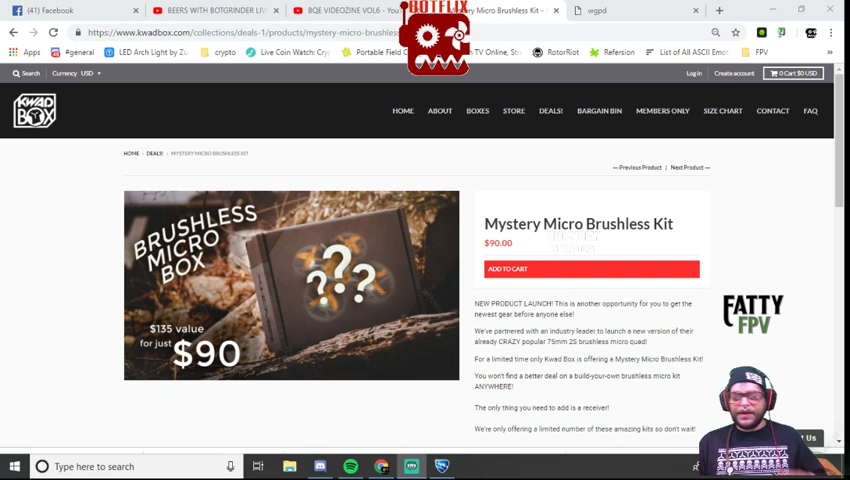 (41) Facebook
BEERS WITH BOTGRINDER LIV
BQE VIDEOZINE VOL6 - You
BOTFLIX
Mystery Micro Brushless Kit –
wgpd
https://www.kwadbox.com/collections/deals-1/products/mystery-micro-brushless
Apps
#general
LED Arch Light by Zu
crypto
Live Coin Watch: Cry
Portable Field
TV Online, Stre
RotorRiot
Refersion
List of All ASCII Emot
FPV
Search
Currency USD
Log in
Create account
0 Cart $0 USD
KWAD BOX
HOME
ABOUT
BOXES
STORE
DEALS!
BARGAIN BIN
MEMBERS ONLY
SIZE CHART
CONTACT
FAQ
HOME › DEALS! › MYSTERY MICRO BRUSHLESS KIT
← Previous Product | Next Product →
BRUSHLESS
MICRO
BOX
???
$135 value
for just $90
Mystery Micro Brushless Kit
$90.00
ADD TO CART
NEW PRODUCT LAUNCH! This is another opportunity for you to get the
newest gear before anyone else!
We've partnered with an industry leader to launch a new version of their
already CRAZY popular 75mm 2S brushless micro quad!
For a limited time only Kwad Box is offering a Mystery Micro Brushless Kit!
You won't find a better deal on a build-your-own brushless micro kit
ANYWHERE!
The only thing you need to add is a receiver!
We're only offering a limited number of these amazing kits so don't wait!
FATTY
FPV
Us
Type here to search